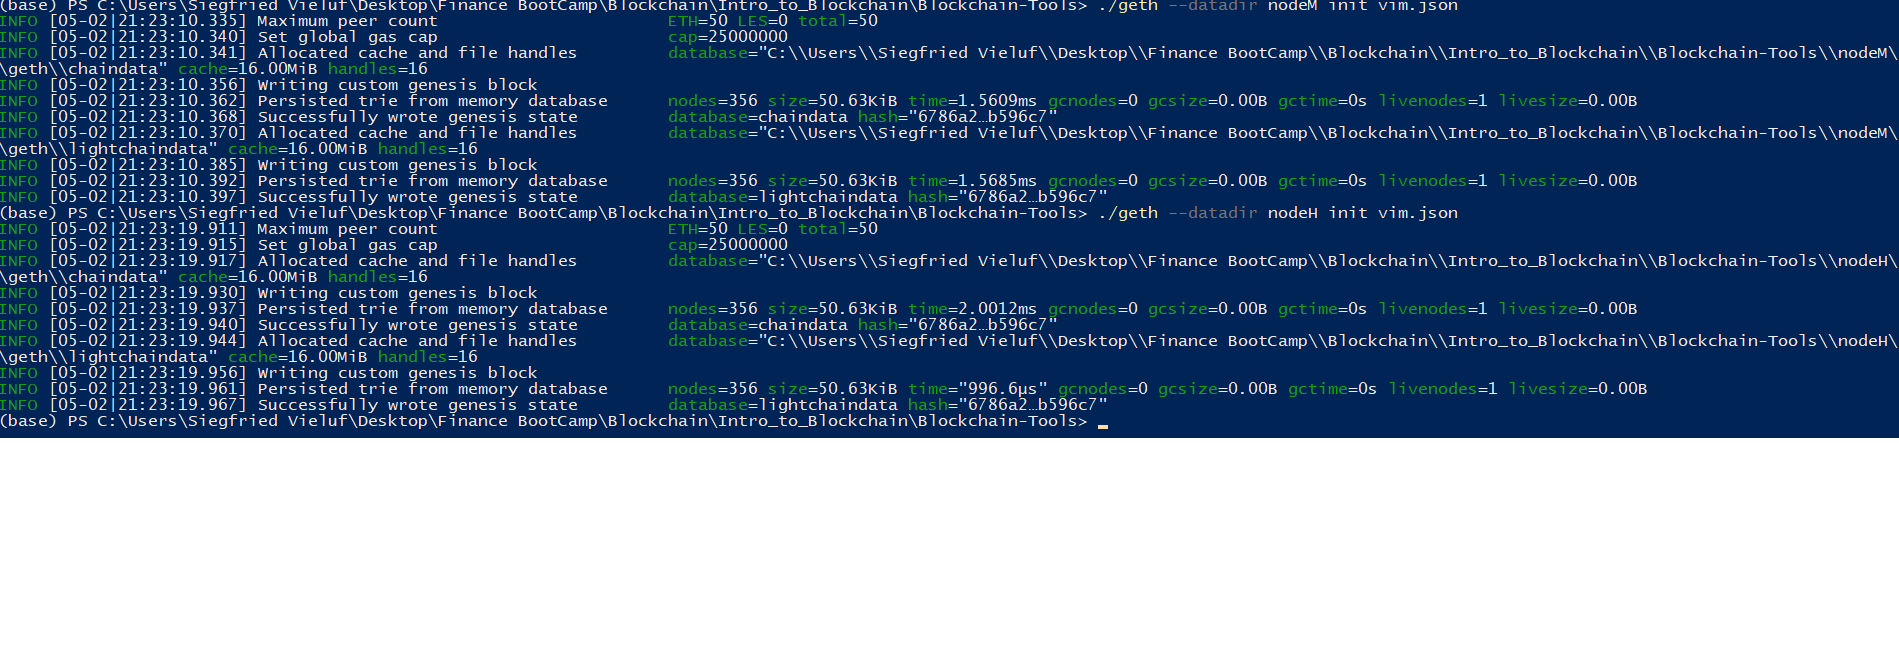 (base) PS C:\Users\Siegfried Vieluf\Desktop\Finance BootCamp\Blockchain\Intro_to_Blockchain\Blockchain-Tools> ./geth --datadir nodeM init vim.json
INFO [05-02|21:23:10.335] Maximum peer count                       ETH=50 LES=0 total=50
INFO [05-02|21:23:10.340] Set global gas cap                       cap=25000000
INFO [05-02|21:23:10.341] Allocated cache and file handles         database="C:\\Users\\Siegfried Vieluf\\Desktop\\Finance BootCamp\\Blockchain\\Intro_to_Blockchain\\Blockchain-Tools\\nodeM\
\geth\\chaindata" cache=16.00MiB handles=16
INFO [05-02|21:23:10.356] Writing custom genesis block
INFO [05-02|21:23:10.362] Persisted trie from memory database      nodes=356 size=50.63KiB time=1.5609ms gcnodes=0 gcsize=0.00B gctime=0s livenodes=1 livesize=0.00B
INFO [05-02|21:23:10.368] Successfully wrote genesis state         database=chaindata hash="6786a2…b596c7"
INFO [05-02|21:23:10.370] Allocated cache and file handles         database="C:\\Users\\Siegfried Vieluf\\Desktop\\Finance BootCamp\\Blockchain\\Intro_to_Blockchain\\Blockchain-Tools\\nodeM\
\geth\\lightchaindata" cache=16.00MiB handles=16
INFO [05-02|21:23:10.385] Writing custom genesis block
INFO [05-02|21:23:10.392] Persisted trie from memory database      nodes=356 size=50.63KiB time=1.5685ms gcnodes=0 gcsize=0.00B gctime=0s livenodes=1 livesize=0.00B
INFO [05-02|21:23:10.397] Successfully wrote genesis state         database=lightchaindata hash="6786a2…b596c7"
(base) PS C:\Users\Siegfried Vieluf\Desktop\Finance BootCamp\Blockchain\Intro_to_Blockchain\Blockchain-Tools> ./geth --datadir nodeH init vim.json
INFO [05-02|21:23:19.911] Maximum peer count                       ETH=50 LES=0 total=50
INFO [05-02|21:23:19.915] Set global gas cap                       cap=25000000
INFO [05-02|21:23:19.917] Allocated cache and file handles         database="C:\\Users\\Siegfried Vieluf\\Desktop\\Finance BootCamp\\Blockchain\\Intro_to_Blockchain\\Blockchain-Tools\\nodeH\
\geth\\chaindata" cache=16.00MiB handles=16
INFO [05-02|21:23:19.930] Writing custom genesis block
INFO [05-02|21:23:19.937] Persisted trie from memory database      nodes=356 size=50.63KiB time=2.0012ms gcnodes=0 gcsize=0.00B gctime=0s livenodes=1 livesize=0.00B
INFO [05-02|21:23:19.940] Successfully wrote genesis state         database=chaindata hash="6786a2…b596c7"
INFO [05-02|21:23:19.944] Allocated cache and file handles         database="C:\\Users\\Siegfried Vieluf\\Desktop\\Finance BootCamp\\Blockchain\\Intro_to_Blockchain\\Blockchain-Tools\\nodeH\
\geth\\lightchaindata" cache=16.00MiB handles=16
INFO [05-02|21:23:19.956] Writing custom genesis block
INFO [05-02|21:23:19.961] Persisted trie from memory database      nodes=356 size=50.63KiB time="996.6µs" gcnodes=0 gcsize=0.00B gctime=0s livenodes=1 livesize=0.00B
INFO [05-02|21:23:19.967] Successfully wrote genesis state         database=lightchaindata hash="6786a2…b596c7"
(base) PS C:\Users\Siegfried Vieluf\Desktop\Finance BootCamp\Blockchain\Intro_to_Blockchain\Blockchain-Tools>